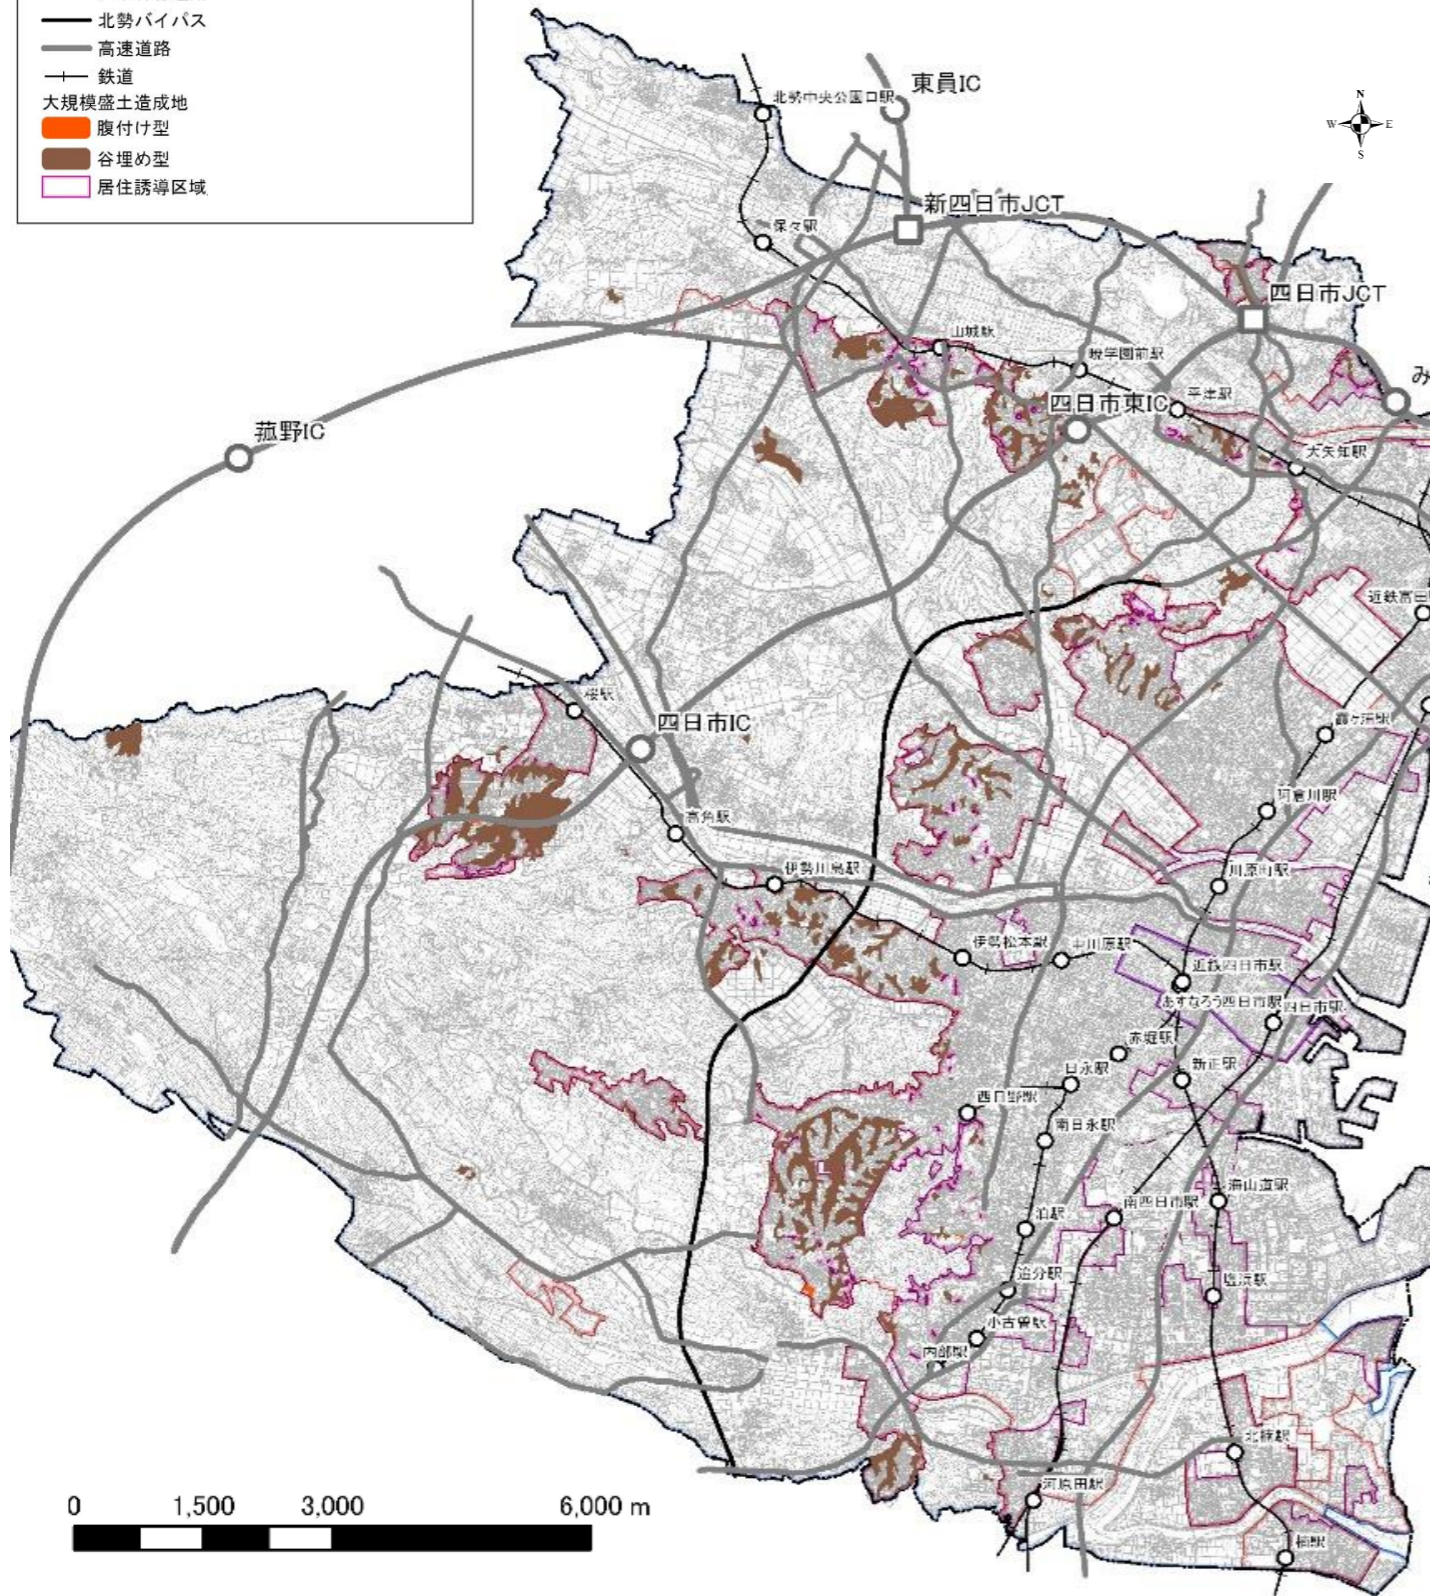 北勢バイパス
高速道路
鉄道
大規模盛土造成地
腹付け型
谷埋め型
居住誘導区域
N
W E
S
東員IC
北勢中央公園口駅
新四日市JCT
保々駅
四日市JCT
山城駅
暁学園前駅
み
平津駅
四日市東IC
菰野IC
大矢知駅
近鉄富田
桜駅
四日市IC
霞ヶ浦駅
阿倉川駅
高角駅
伊勢川島駅
川原町駅
伊勢松本駅
中川原駅
近鉄四日市駅
あすなろう四日市駅
四日市駅
赤堀駅
日永駅
新正駅
西日野駅
南日永駅
海山道駅
南四日市駅
泊駅
追分駅
塩浜駅
小古曽駅
内部駅
北楠駅
河原田駅
楠駅
0 1,500 3,000 6,000 m